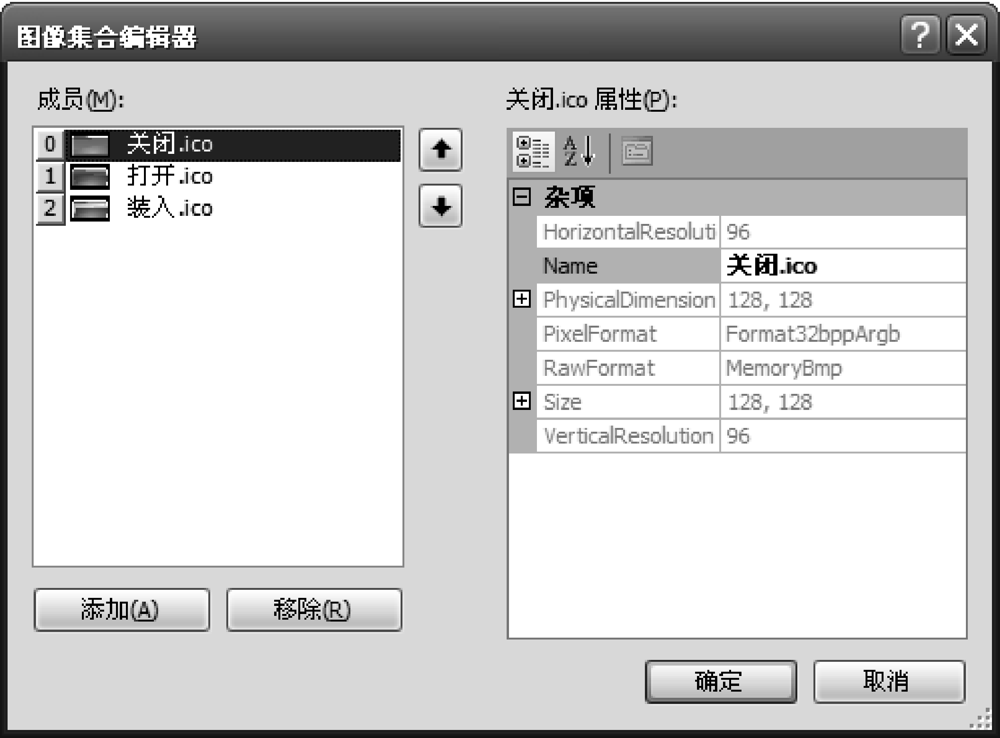 图像集合编辑器
成员(M):
0 关闭.ico
1 打开.ico
2 装入.ico
添加(A) 移除(R)
关闭.ico 属性(P):
杂项
HorizontalResoluti 96
Name 关闭.ico
PhysicalDimension 128, 128
PixelFormat Format32bppArgb
RawFormat MemoryBmp
Size 128, 128
VerticalResolution 96
确定 取消